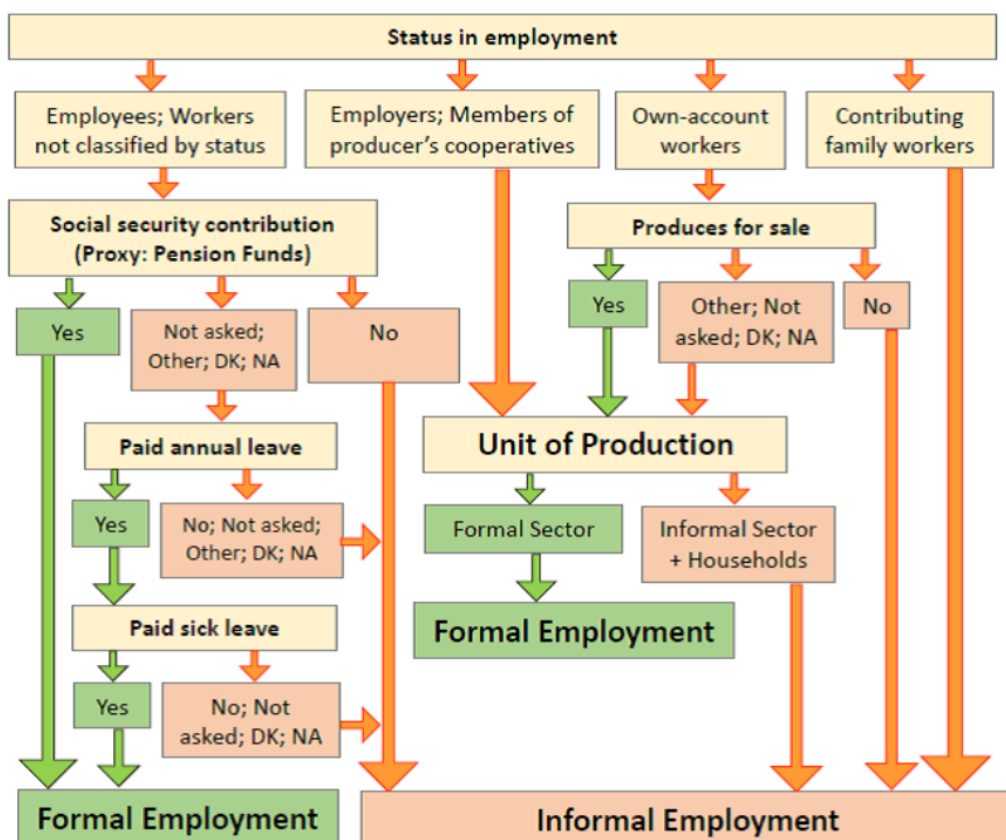 Status in employment
Employees; Workers
not classified by status
Employers; Members of
producer's cooperatives
Own-account
workers
Contributing
family workers
Social security contribution
(Proxy: Pension Funds)
Produces for sale
Yes
Not asked;
Other; DK; NA
No
Yes
Other; Not
asked; DK; NA
No
Paid annual leave
Unit of Production
Yes
No; Not asked;
Other; DK; NA
Formal Sector
Informal Sector
+ Households
Paid sick leave
Formal Employment
Yes
No; Not
asked; DK; NA
Formal Employment
Informal Employment